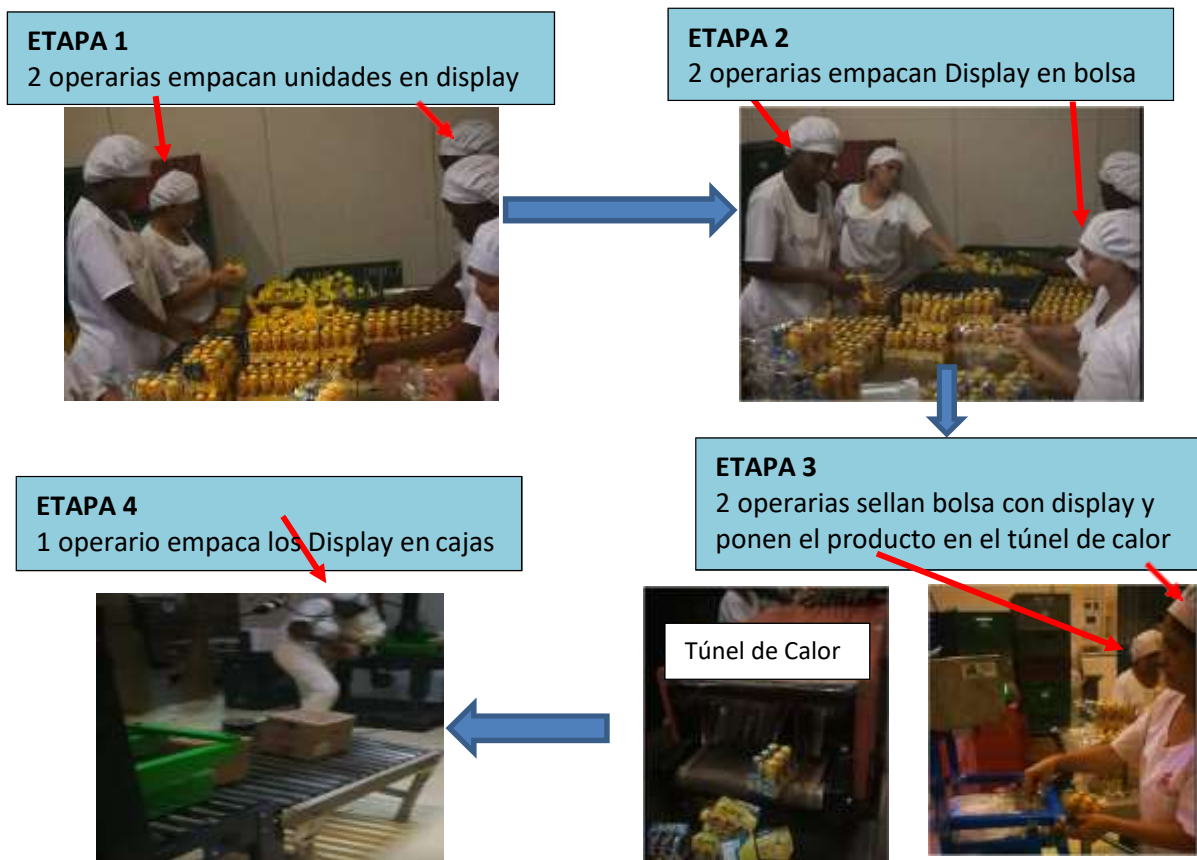 ETAPA 1
2 operarias empacan unidades en display
ETAPA 2
2 operarias empacan Display en bolsa
ETAPA 3
2 operarias sellan bolsa con display y
ponen el producto en el túnel de calor
Túnel de Calor
ETAPA 4
1 operario empaca los Display en cajas